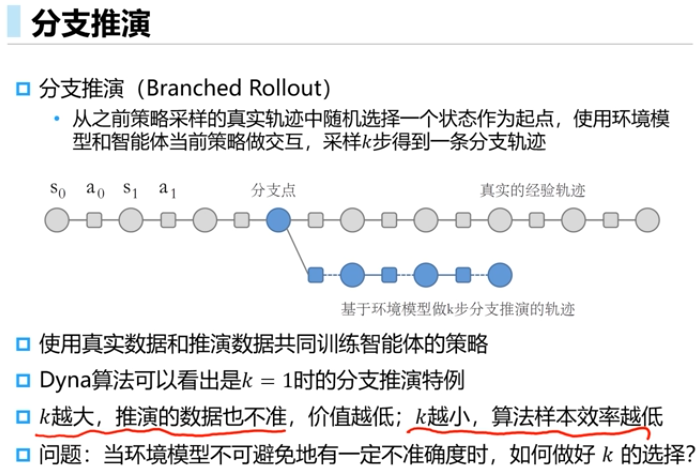 分支推演
分支推演（Branched Rollout）
• 从之前策略采样的真实轨迹中随机选择一个状态作为起点，使用环境模
型和智能体当前策略做交互，采样k步得到一条分支轨迹
s0 a0 s1 a1 分支点 真实的经验轨迹
基于环境模型做k步分支推演的轨迹
使用真实数据和推演数据共同训练智能体的策略
Dyna算法可以看出是k = 1时的分支推演特例
k越大，推演的数据也不准，价值越低；k越小，算法样本效率越低
问题：当环境模型不可避免地有一定不准确度时，如何做好 k 的选择?